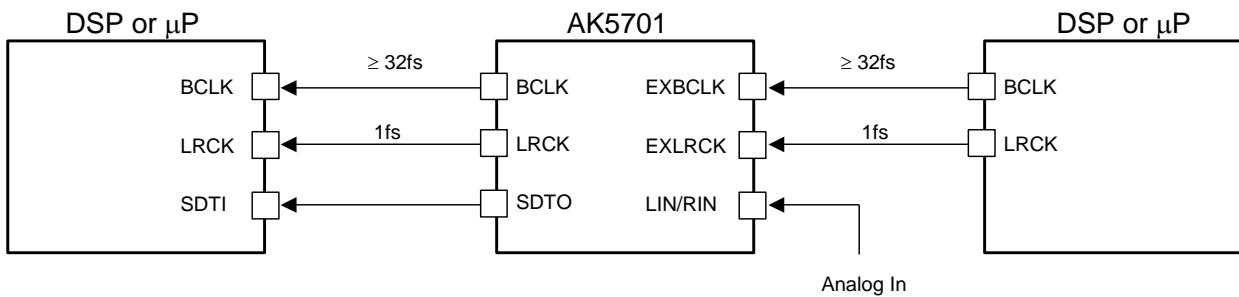 DSP or μP
AK5701
DSP or μP
≥ 32fs
≥ 32fs
BCLK
BCLK
EXBCLK
BCLK
1fs
1fs
LRCK
LRCK
EXLRCK
LRCK
SDTI
SDTO
LIN/RIN
Analog In